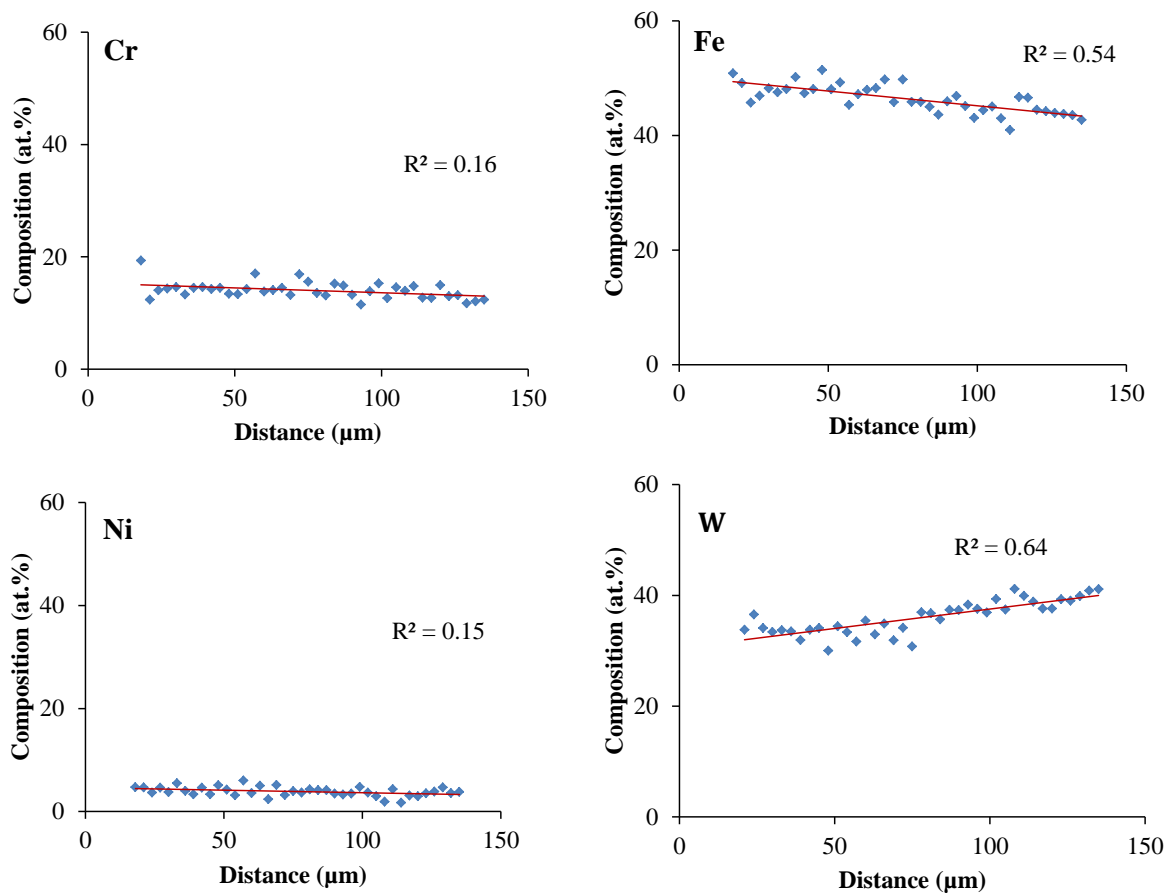 Cr
R² = 0.16
60
40
20
0
0 50 100 150
Composition (at.%)
Distance (µm)
Fe
R² = 0.54
60
40
20
0
0 50 100 150
Composition (at.%)
Distance (µm)
Ni
R² = 0.15
60
40
20
0
0 50 100 150
Composition (at.%)
Distance (µm)
W
R² = 0.64
60
40
20
0
0 50 100 150
Composition (at.%)
Distance (µm)